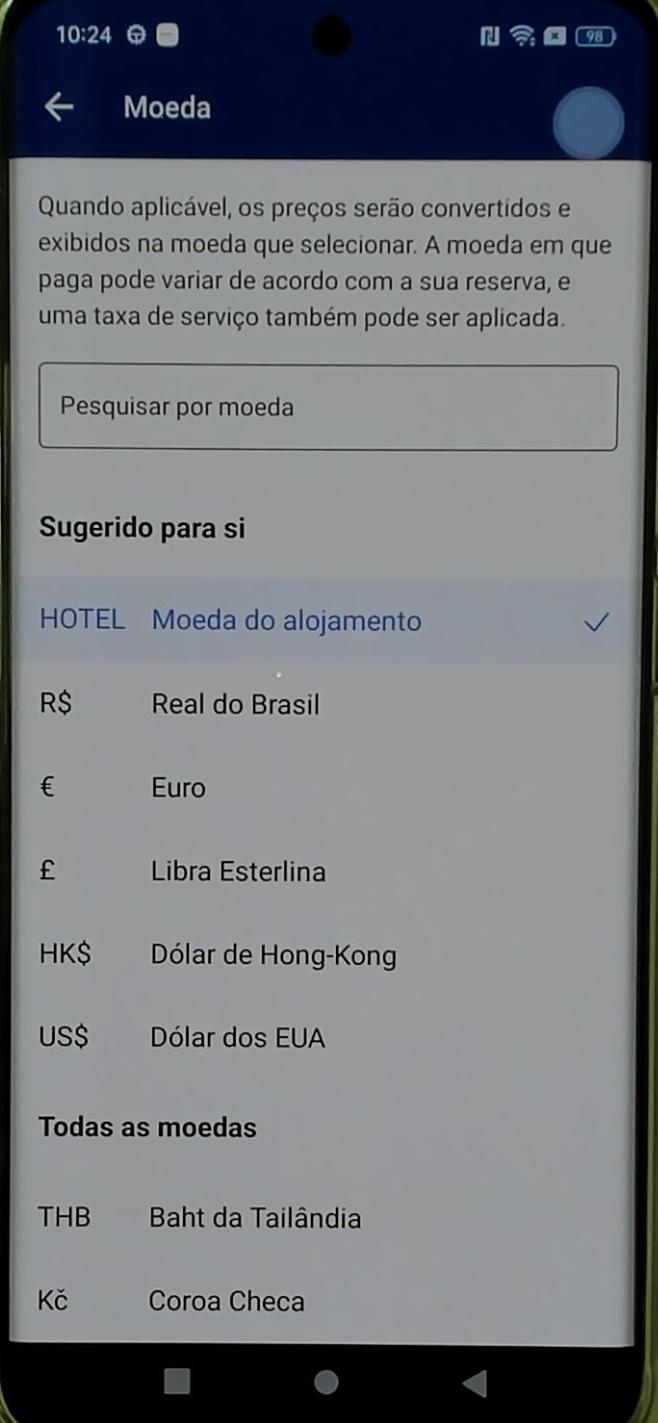 10:24
98
Moeda
Quando aplicável, os preços serão convertidos e
exibidos na moeda que selecionar. A moeda em que
paga pode variar de acordo com a sua reserva, e
uma taxa de serviço também pode ser aplicada.
Pesquisar por moeda
Sugerido para si
HOTEL Moeda do alojamento
R$ Real do Brasil
€ Euro
£ Libra Esterlina
HK$ Dólar de Hong-Kong
US$ Dólar dos EUA
Todas as moedas
THB Baht da Tailândia
Kč Coroa Checa